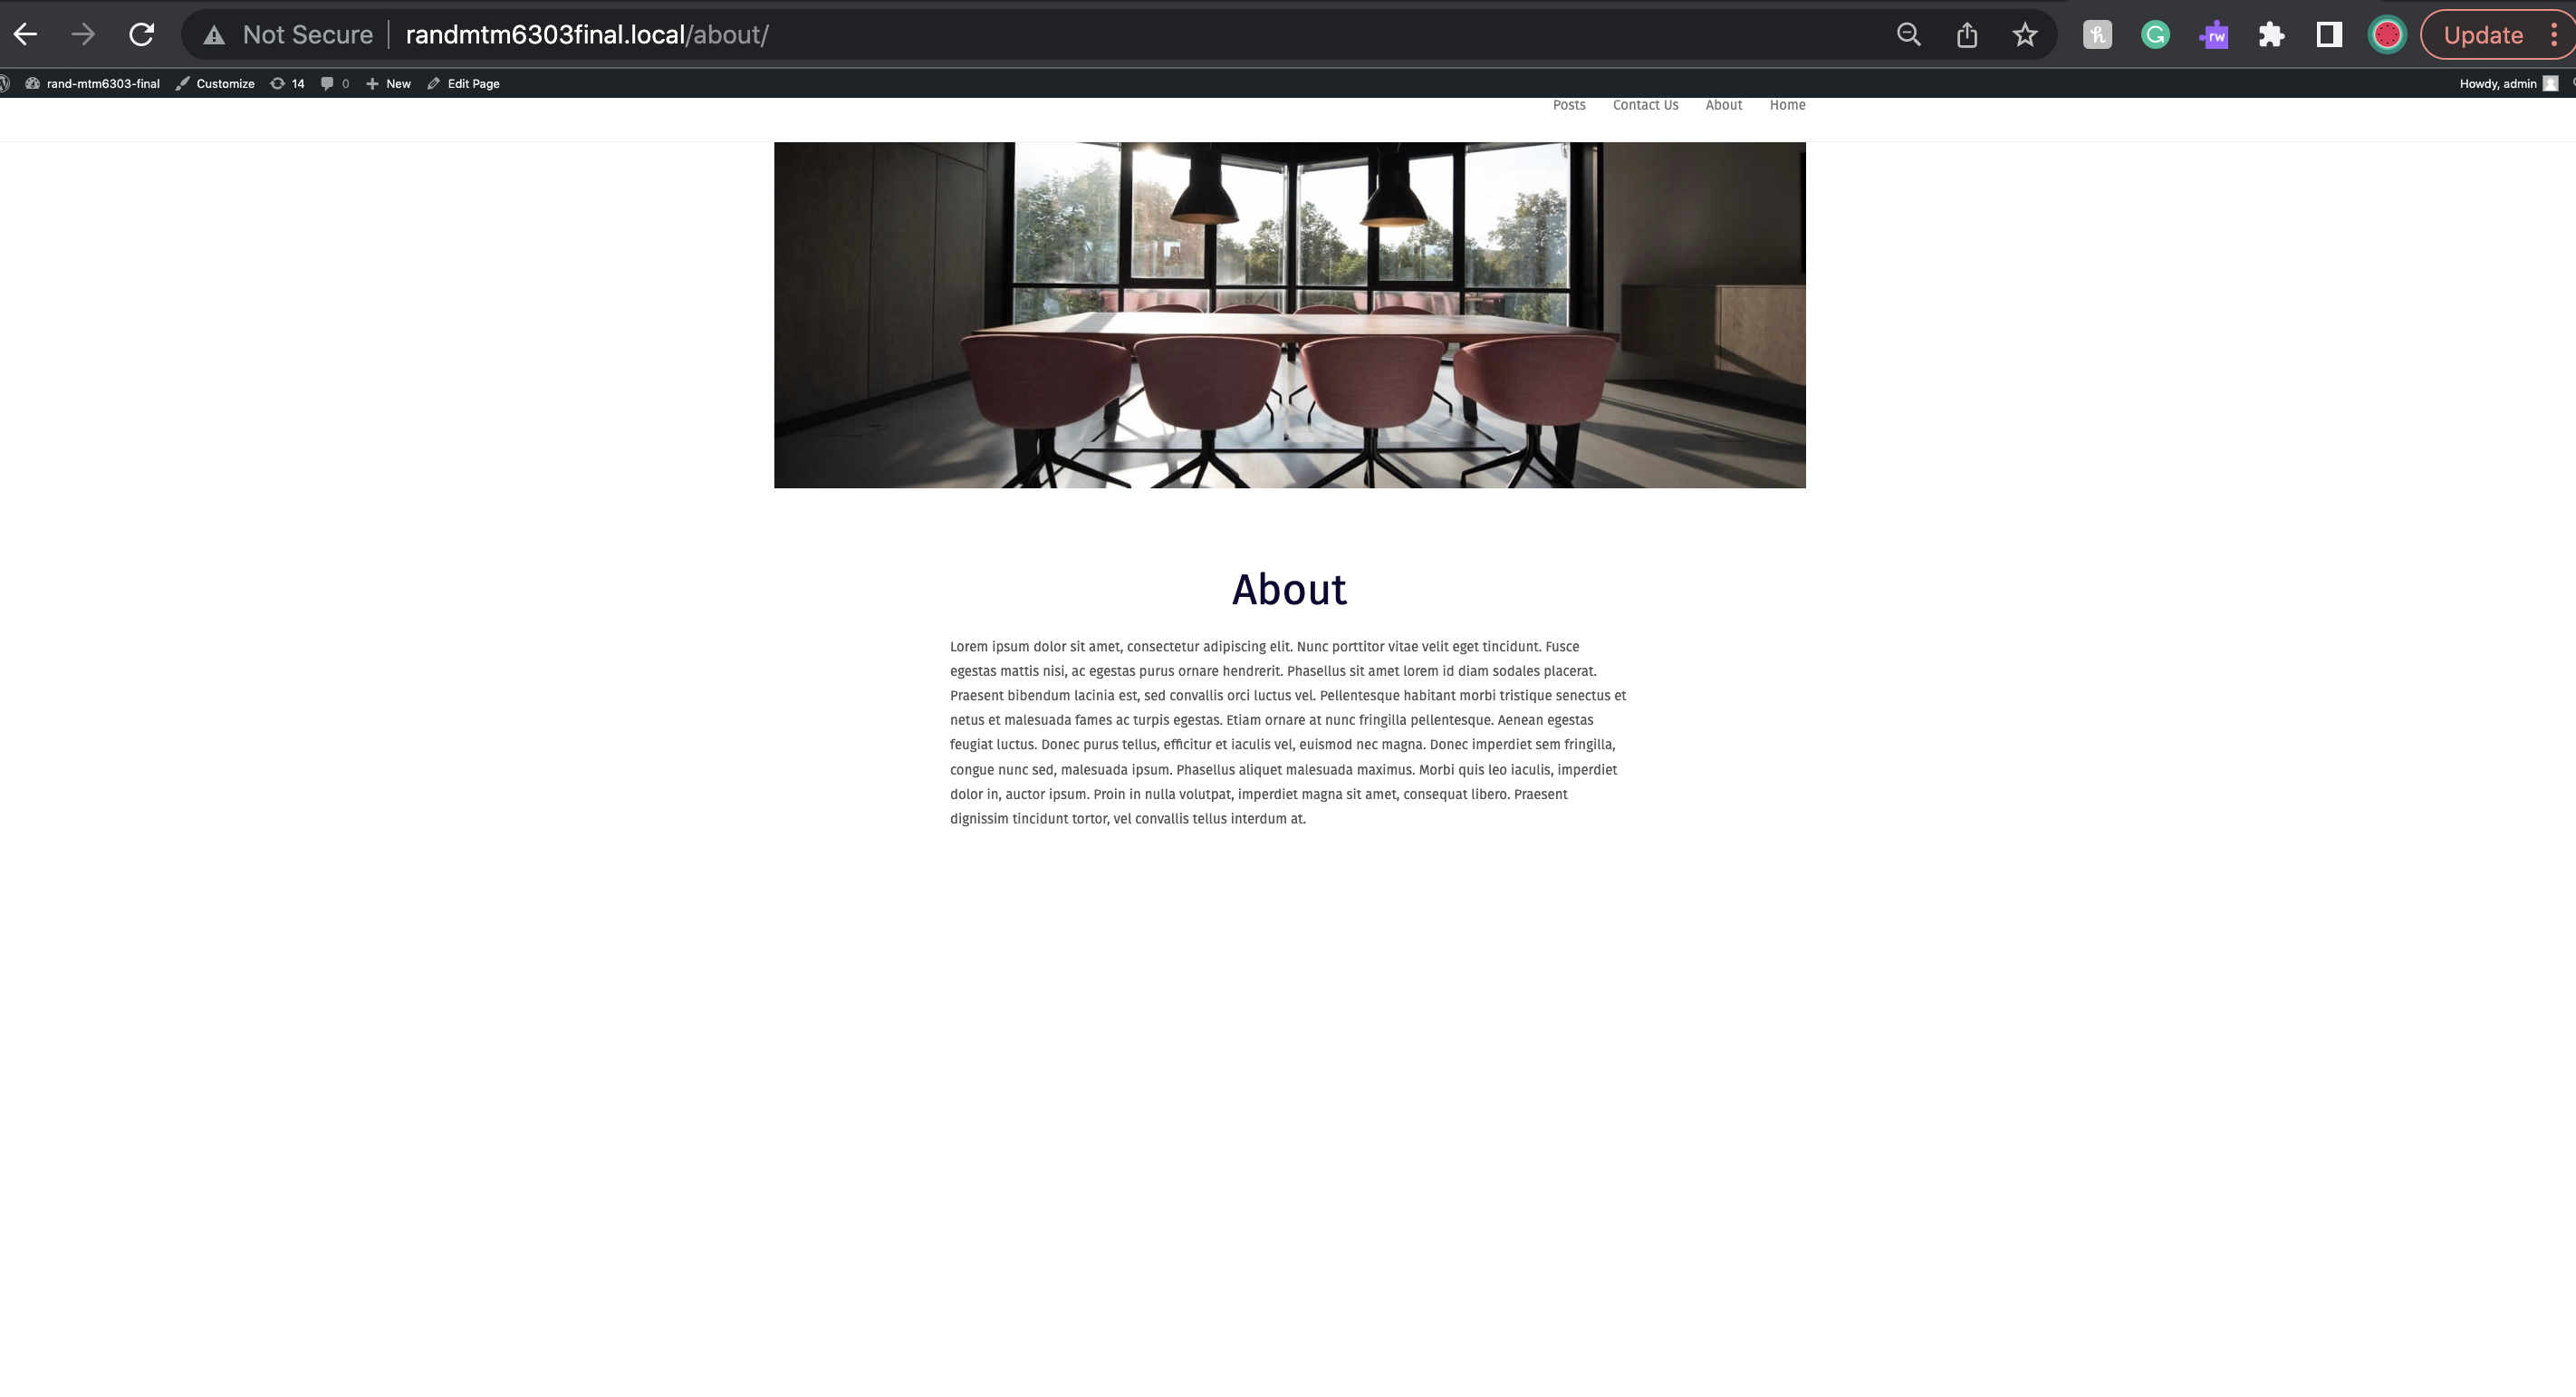 Not Secure randmtm6303final.local/about/ rw Update
rand-mtm6303-final Customize 14 0 New Edit Page Howdy, admin
Posts Contact Us About Home
About
Lorem ipsum dolor sit amet, consectetur adipiscing elit. Nunc porttitor vitae velit eget tincidunt. Fusce
egestas mattis nisi, ac egestas purus ornare hendrerit. Phasellus sit amet lorem id diam sodales placerat.
Praesent bibendum lacinia est, sed convallis orci luctus vel. Pellentesque habitant morbi tristique senectus et
netus et malesuada fames ac turpis egestas. Etiam ornare at nunc fringilla pellentesque. Aenean egestas
feugiat luctus. Donec purus tellus, efficitur et iaculis vel, euismod nec magna. Donec imperdiet sem fringilla,
congue nunc sed, malesuada ipsum. Phasellus aliquet malesuada maximus. Morbi quis leo iaculis, imperdiet
dolor in, auctor ipsum. Proin in nulla volutpat, imperdiet magna sit amet, consequat libero. Praesent
dignissim tincidunt tortor, vel convallis tellus interdum at.